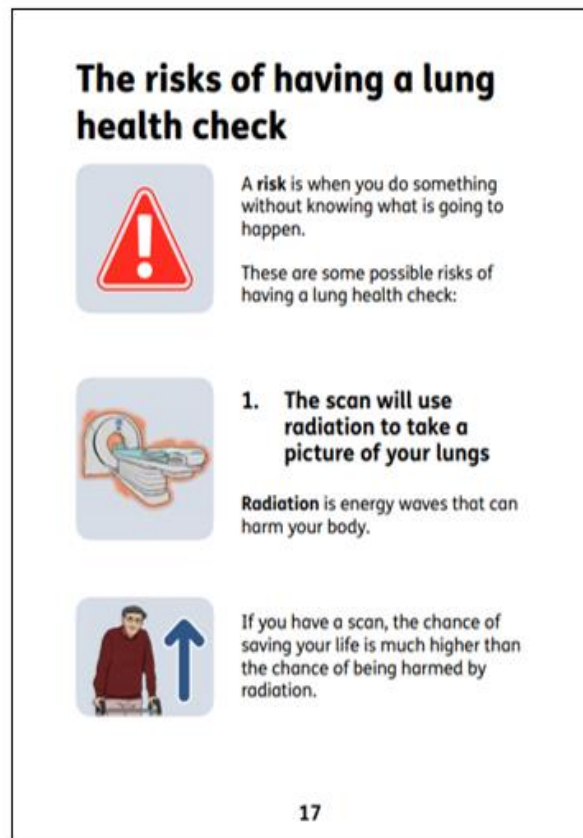 The risks of having a lung
health check
A risk is when you do something
without knowing what is going to
happen.
These are some possible risks of
having a lung health check:
1. The scan will use
radiation to take a
picture of your lungs
Radiation is energy waves that can
harm your body.
If you have a scan, the chance of
saving your life is much higher than
the chance of being harmed by
radiation.
17